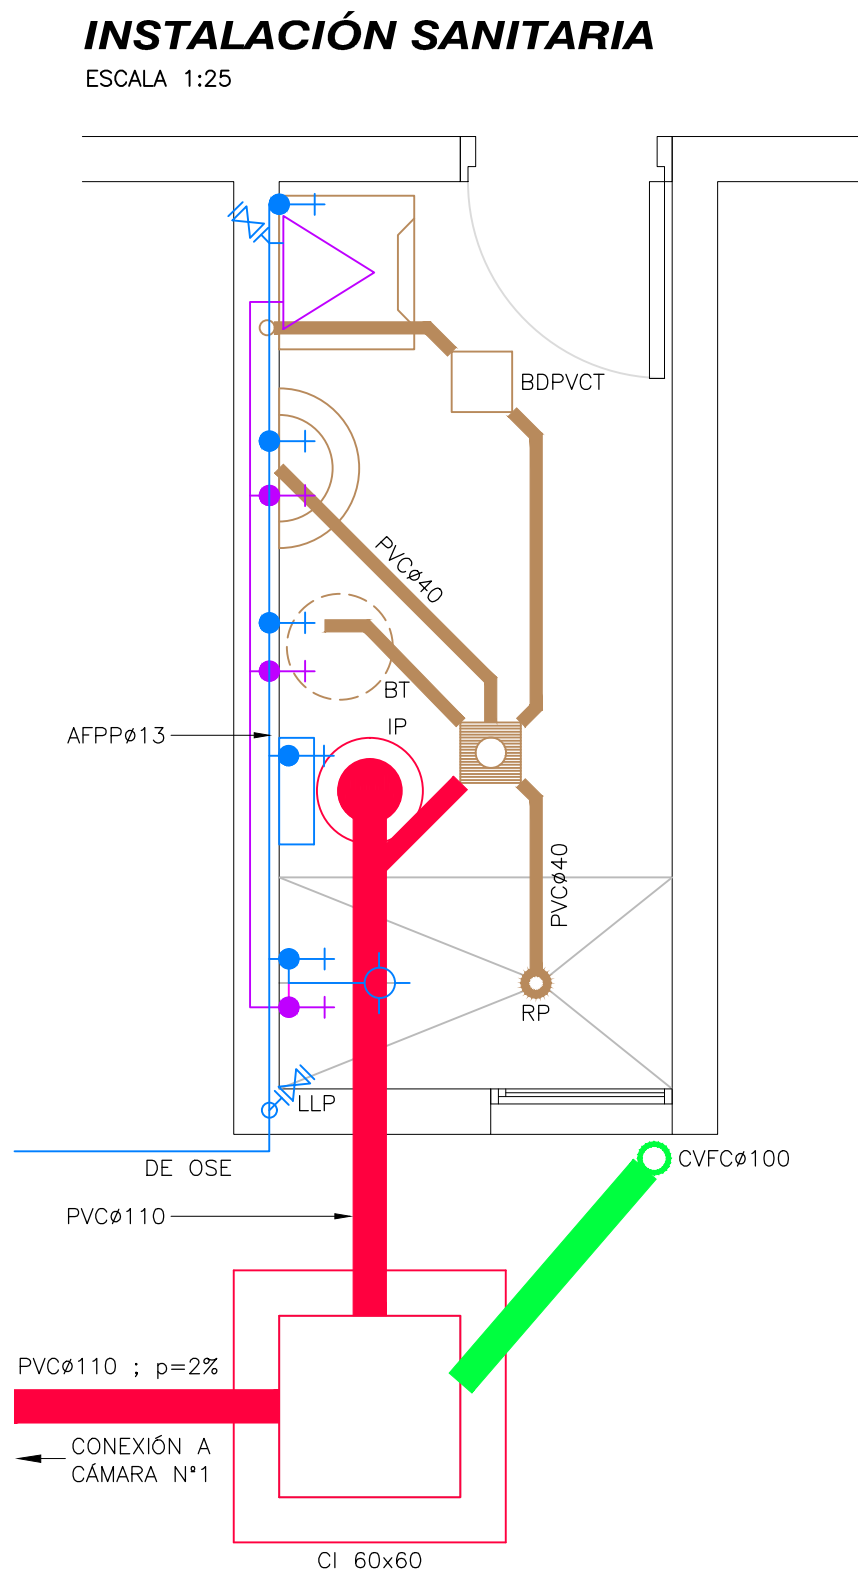 INSTALACIÓN SANITARIA
ESCALA 1:25
BDPVCT
PVCø40
BT
IP
AFPPø13
PVCø40
RP
LLP
DE OSE
CVFCø100
PVCø110
PVCø110 ; p=2%
CONEXIÓN A
CÁMARA Nº1
CI 60x60